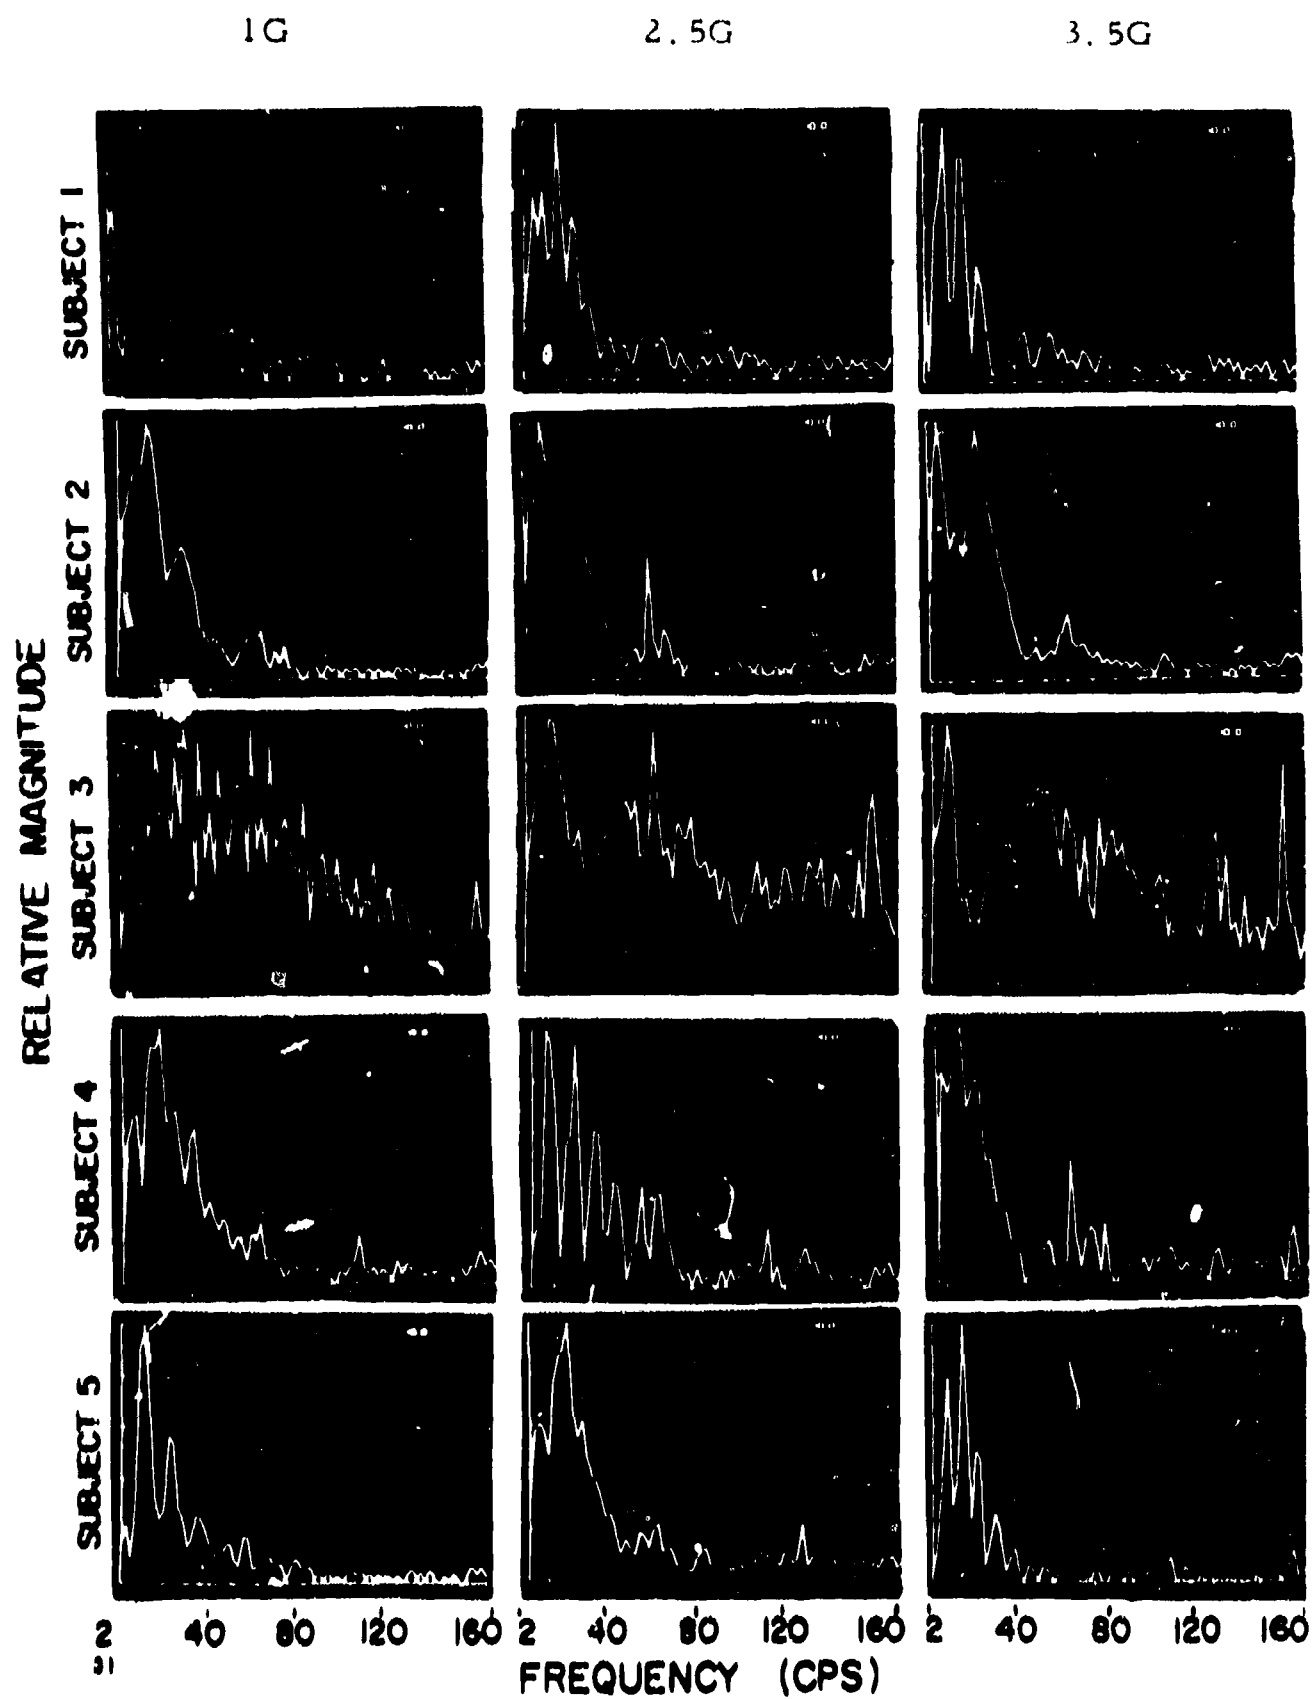 1G 2.5G 3.5G
SUBJECT 1
SUBJECT 2
SUBJECT 3
SUBJECT 4
SUBJECT 5
RELATIVE MAGNITUDE
2 40 80 120 160 2 40 80 120 160 2 40 80 120 160
31
FREQUENCY (CPS)